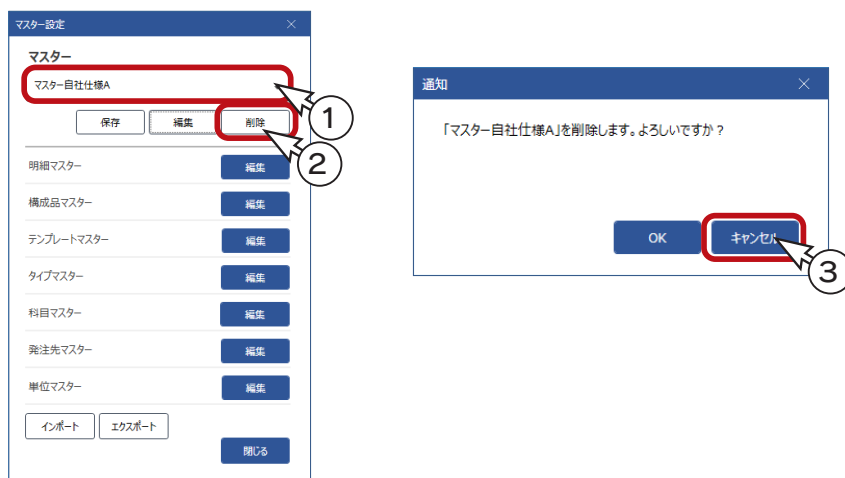 マスター設定
マスター
マスター自社仕様A
1
保存 編集 削除
2
明細マスター 編集
構成品マスター 編集
テンプレートマスター 編集
タイプマスター 編集
科目マスター 編集
発注先マスター 編集
単位マスター 編集
インポート エクスポート
閉じる
通知
「マスター自社仕様A」を削除します。よろしいですか？
OK キャンセル
3